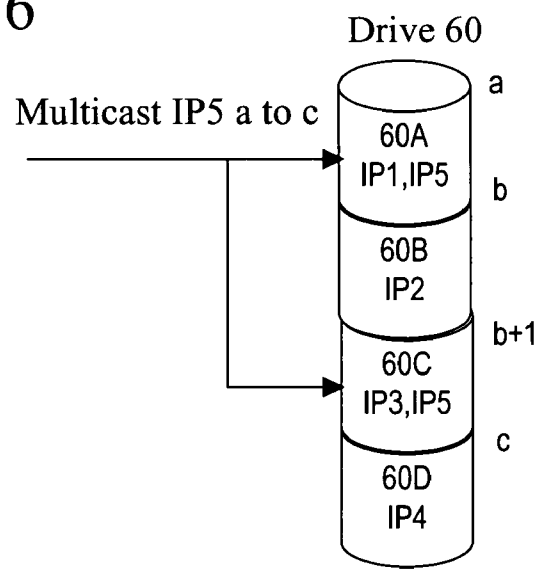 6
Drive 60
a
Multicast IP5 a to c
60A
IP1,IP5
b
60B
IP2
b+1
60C
IP3,IP5
c
60D
IP4